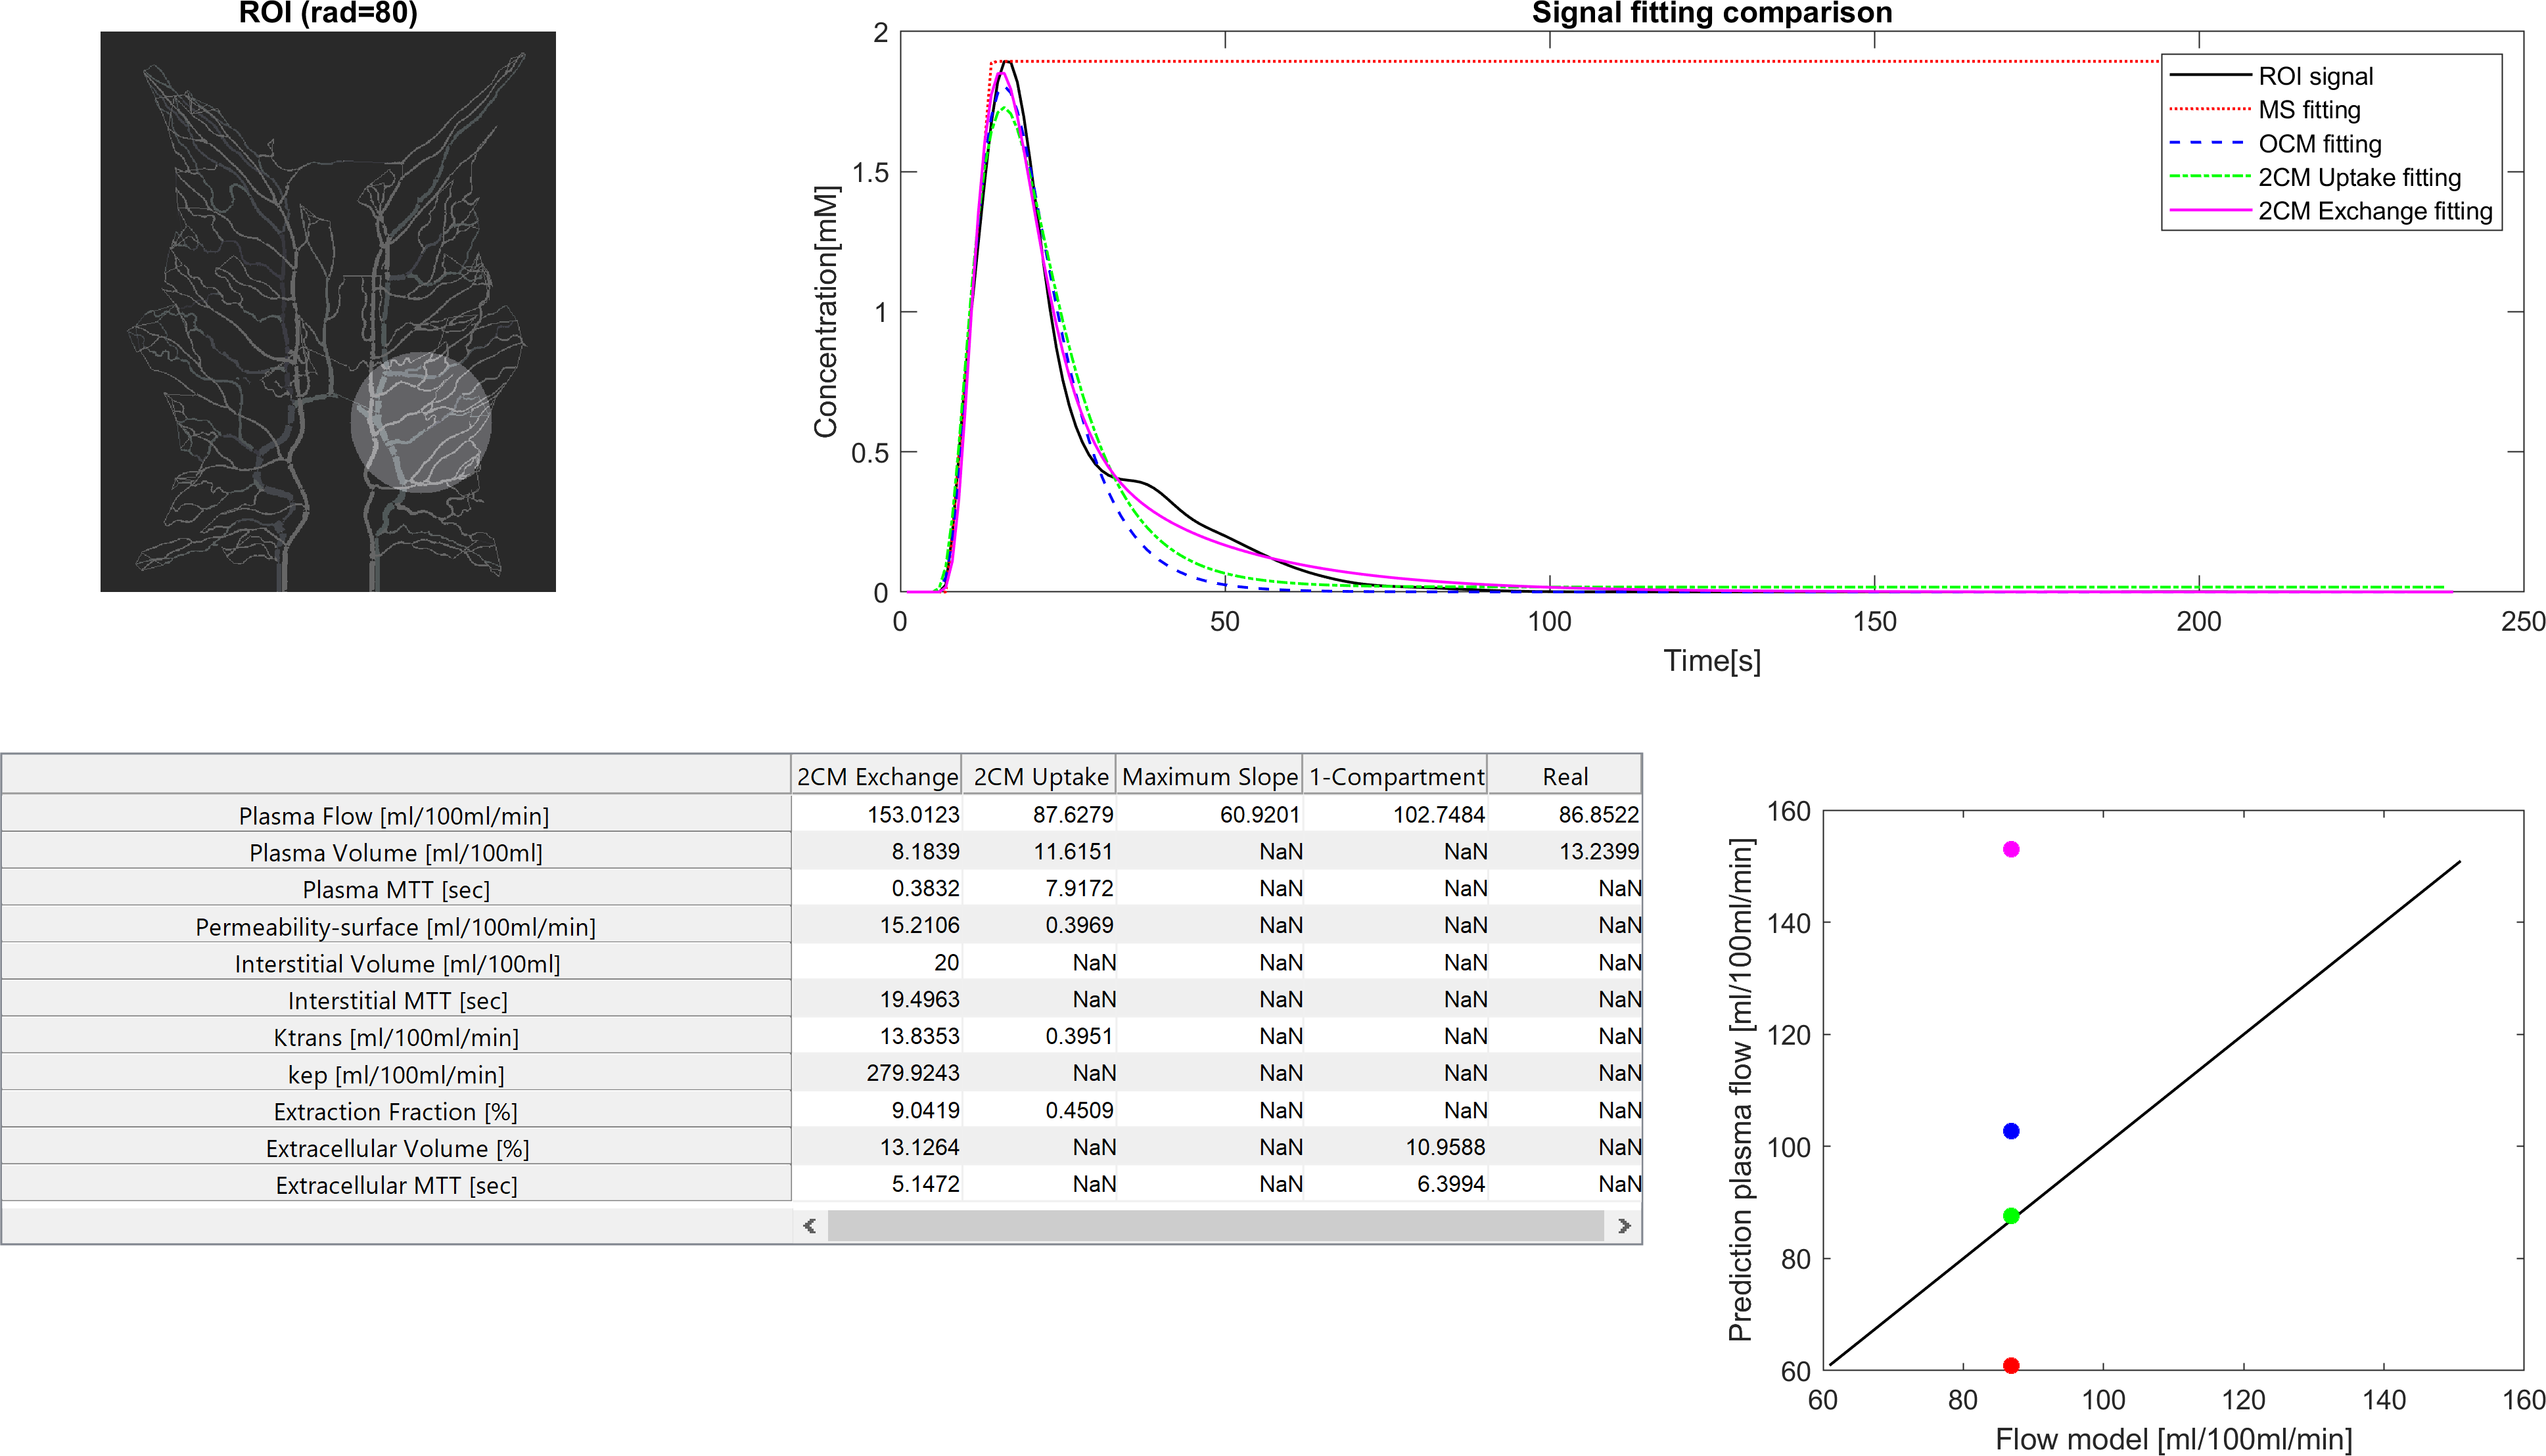 ROI (rad=80)
Signal fitting comparison
2
1.5
1
0.5
0
Concentration[mM]
0 50 100 150 200 250
Time[s]
ROI signal
MS fitting
OCM fitting
2CM Uptake fitting
2CM Exchange fitting
2CM Exchange 2CM Uptake Maximum Slope 1-Compartment Real
Plasma Flow [ml/100ml/min] 153.0123 87.6279 60.9201 102.7484 86.8522
Plasma Volume [ml/100ml] 8.1839 11.6151 NaN NaN 13.2399
Plasma MTT [sec] 0.3832 7.9172 NaN NaN NaN
Permeability-surface [ml/100ml/min] 15.2106 0.3969 NaN NaN NaN
Interstitial Volume [ml/100ml] 20 NaN NaN NaN NaN
Interstitial MTT [sec] 19.4963 NaN NaN NaN NaN
Ktrans [ml/100ml/min] 13.8353 0.3951 NaN NaN NaN
kep [ml/100ml/min] 279.9243 NaN NaN NaN NaN
Extraction Fraction [%] 9.0419 0.4509 NaN NaN NaN
Extracellular Volume [%] 13.1264 NaN NaN 10.9588 NaN
Extracellular MTT [sec] 5.1472 NaN NaN 6.3994 NaN
160
140
120
100
80
60
Prediction plasma flow [ml/100ml/min]
60 80 100 120 140 160
Flow model [ml/100ml/min]